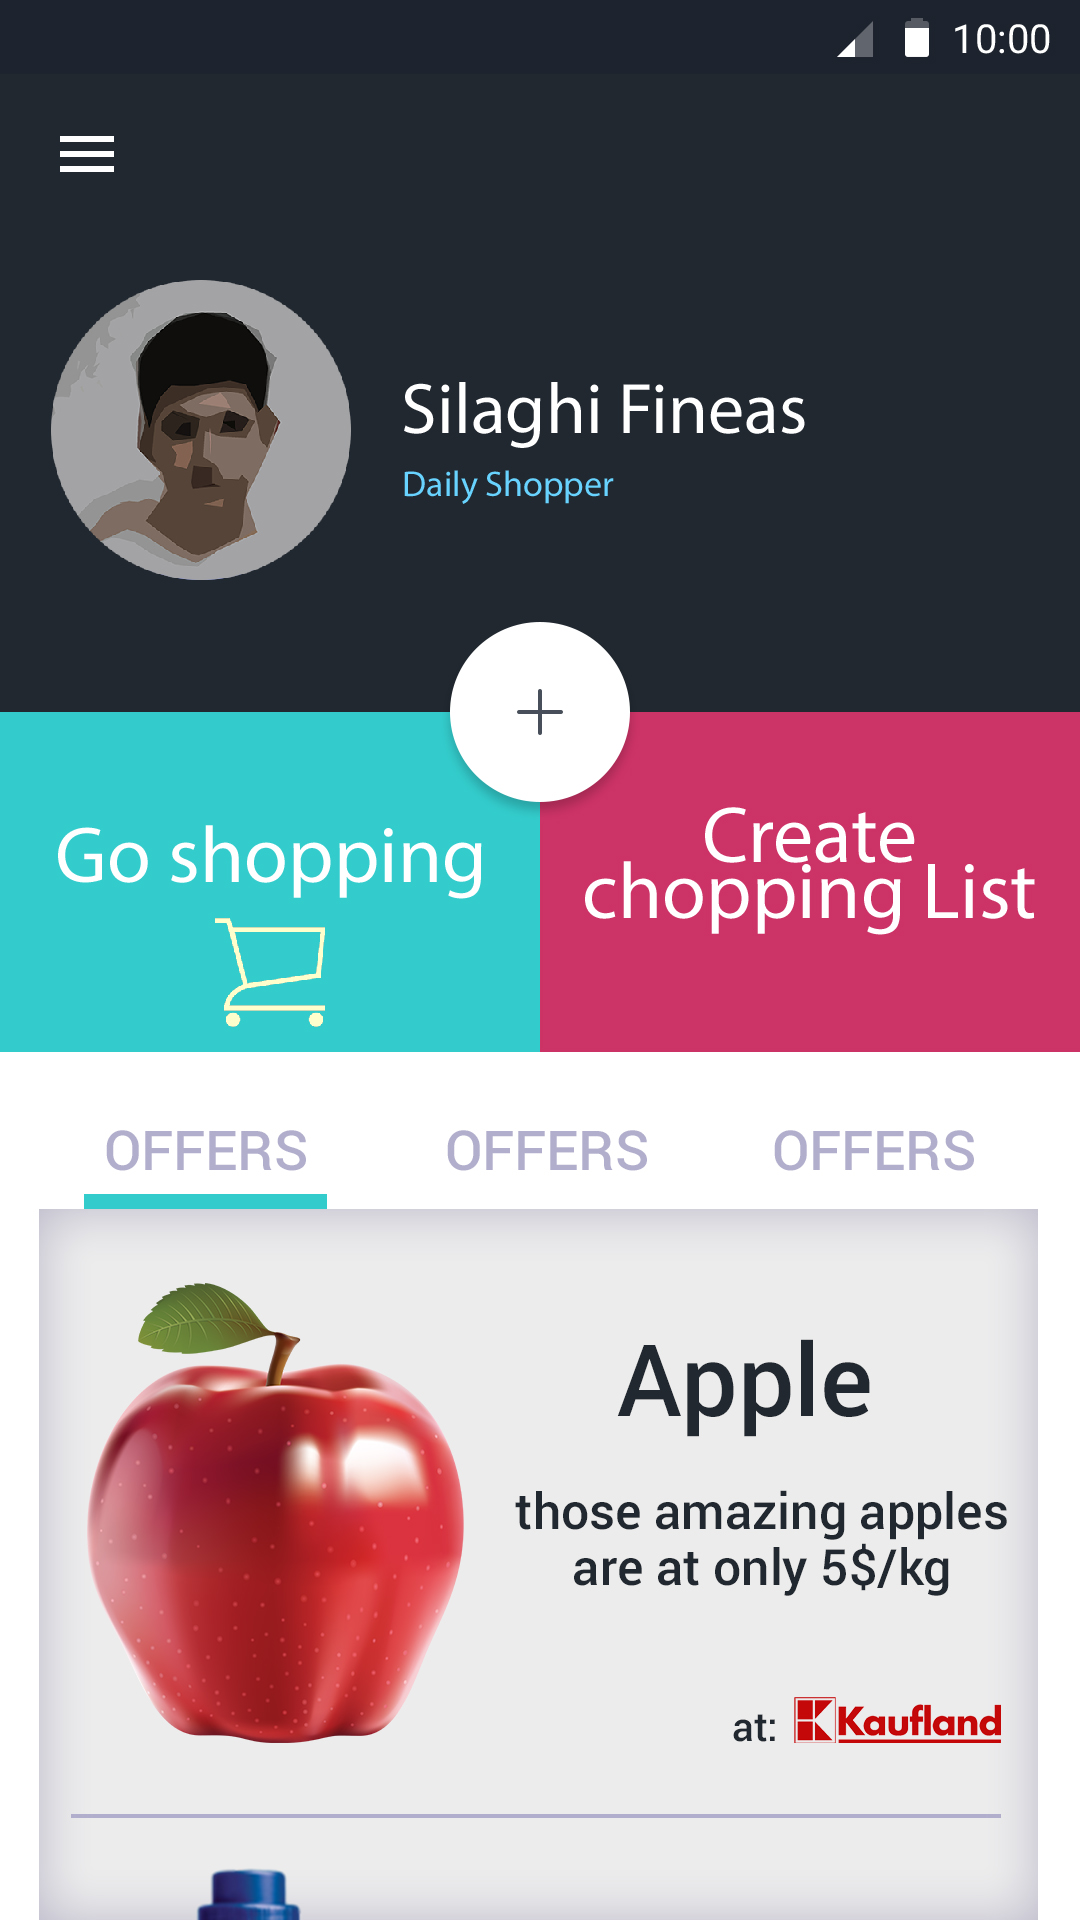 10:00
Silaghi Fineas
Daily Shopper
Go shopping
Create
chopping List
OFFERS OFFERS OFFERS
Apple
those amazing apples
are at only 5$/kg
at: K Kaufland